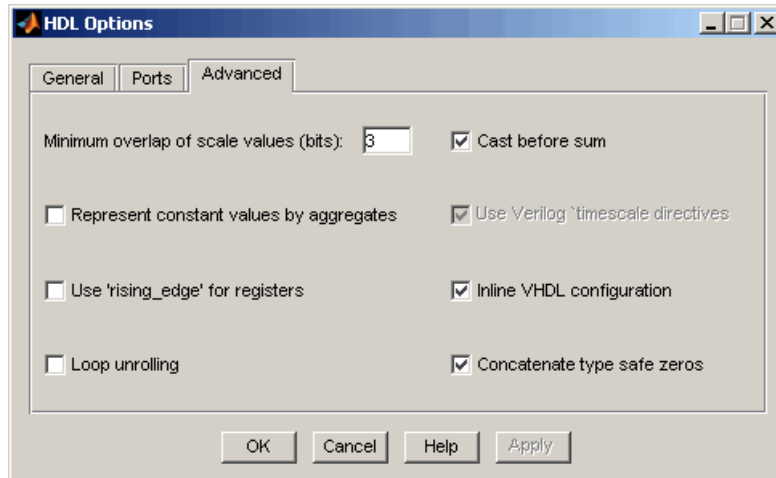 HDL Options
General Ports Advanced
Minimum overlap of scale values (bits): 3 Cast before sum
Represent constant values by aggregates Use Verilog `timescale directives
Use 'rising_edge' for registers Inline VHDL configuration
Loop unrolling Concatenate type safe zeros
OK Cancel Help Apply